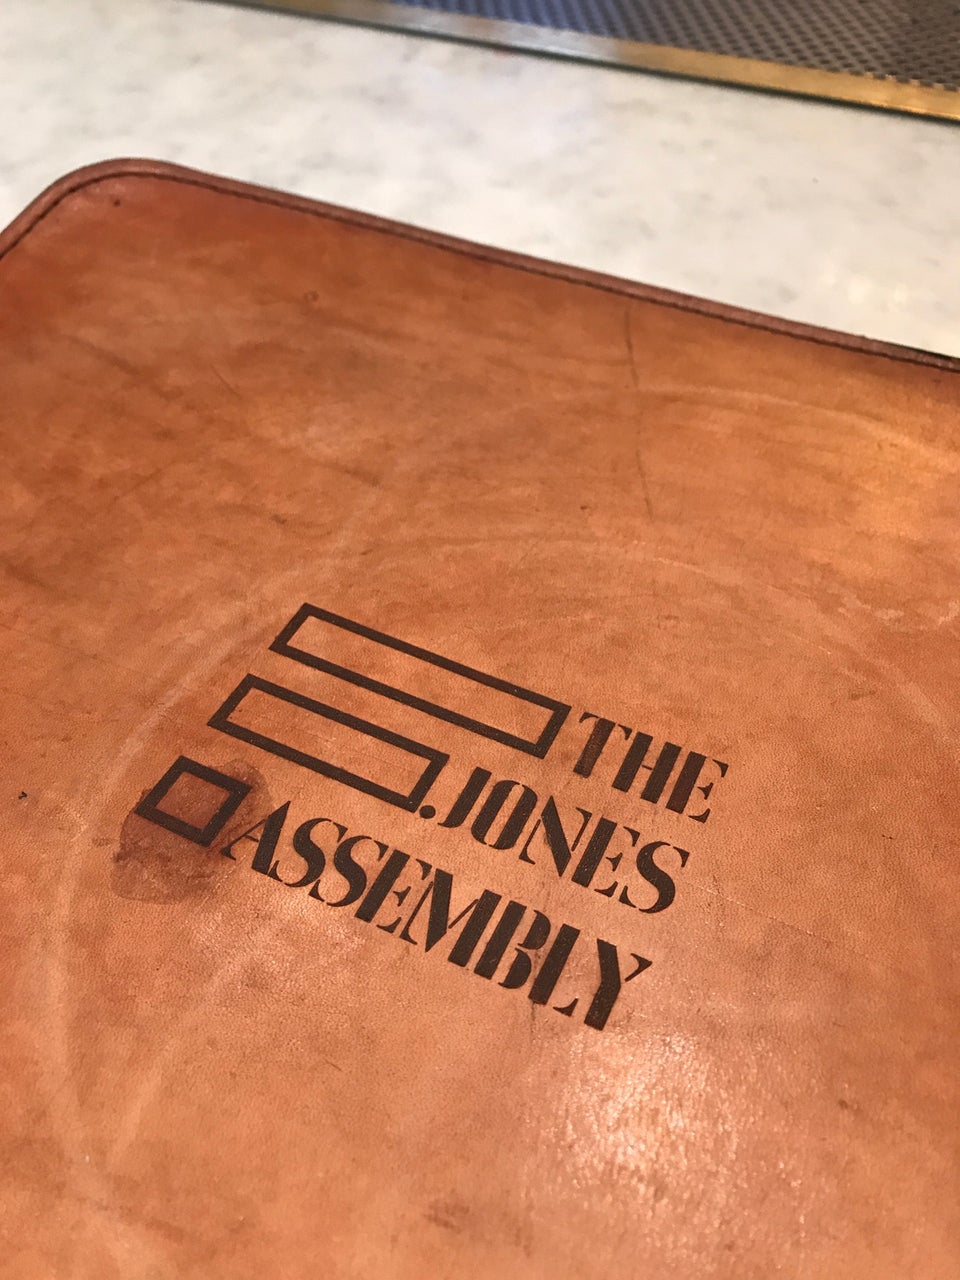 THE
.JONES
ASSEMBLY